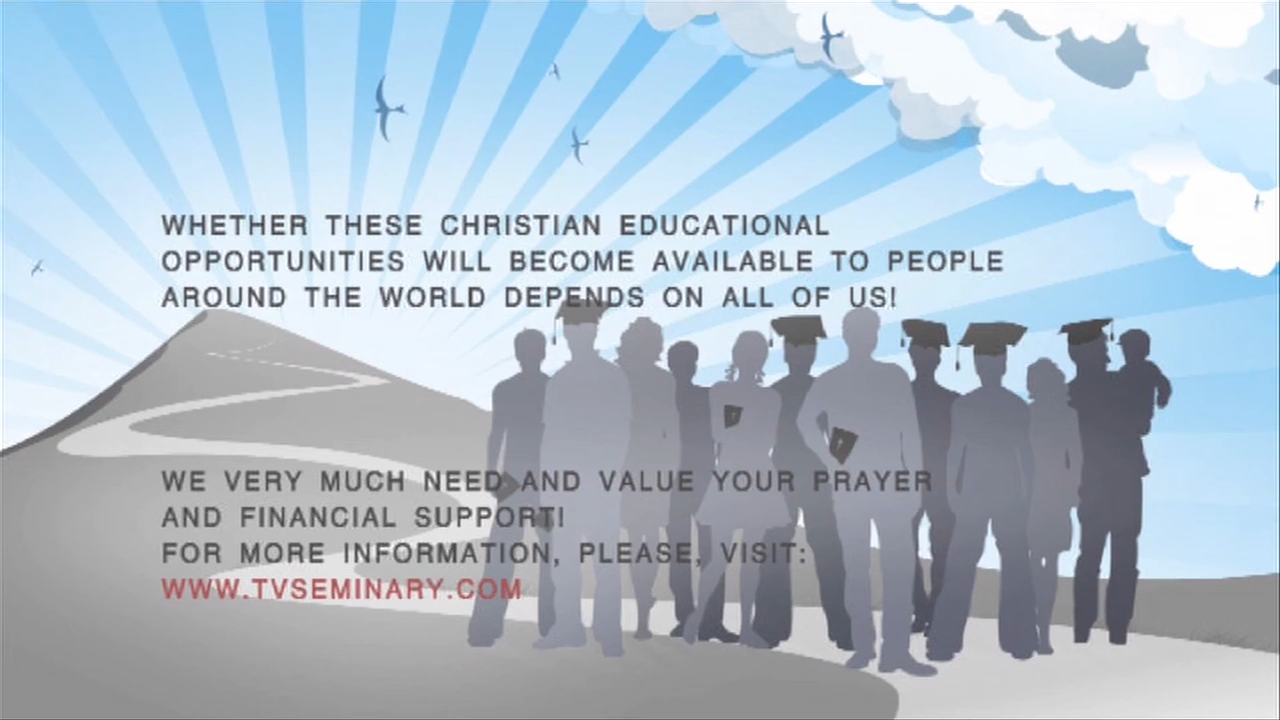 WHETHER THESE CHRISTIAN EDUCATIONAL
OPPORTUNITIES WILL BECOME AVAILABLE TO PEOPLE
AROUND THE WORLD DEPENDS ON ALL OF US!
WE VERY MUCH NEED AND VALUE YOUR PRAYER
AND FINANCIAL SUPPORT!
FOR MORE INFORMATION, PLEASE, VISIT:
WWW.TVSEMINARY.COM